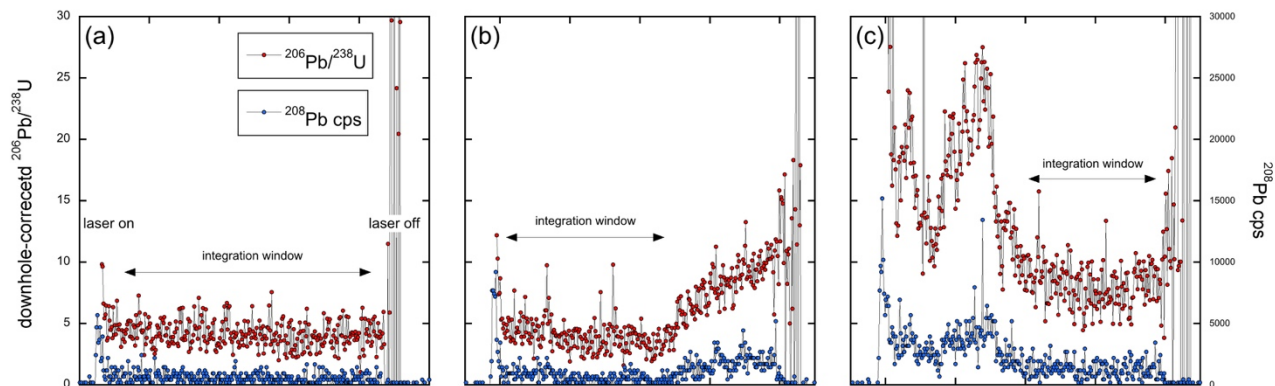 (a)
(b)
(c)
30
25
20
15
10
5
0
downhole-correcetd ²⁰⁶Pb/²³⁸U
²⁰⁶Pb/²³⁸U
²⁰⁸Pb cps
laser on
laser off
integration window
integration window
integration window
30000
25000
20000
15000
10000
5000
0
²⁰⁸Pb cps